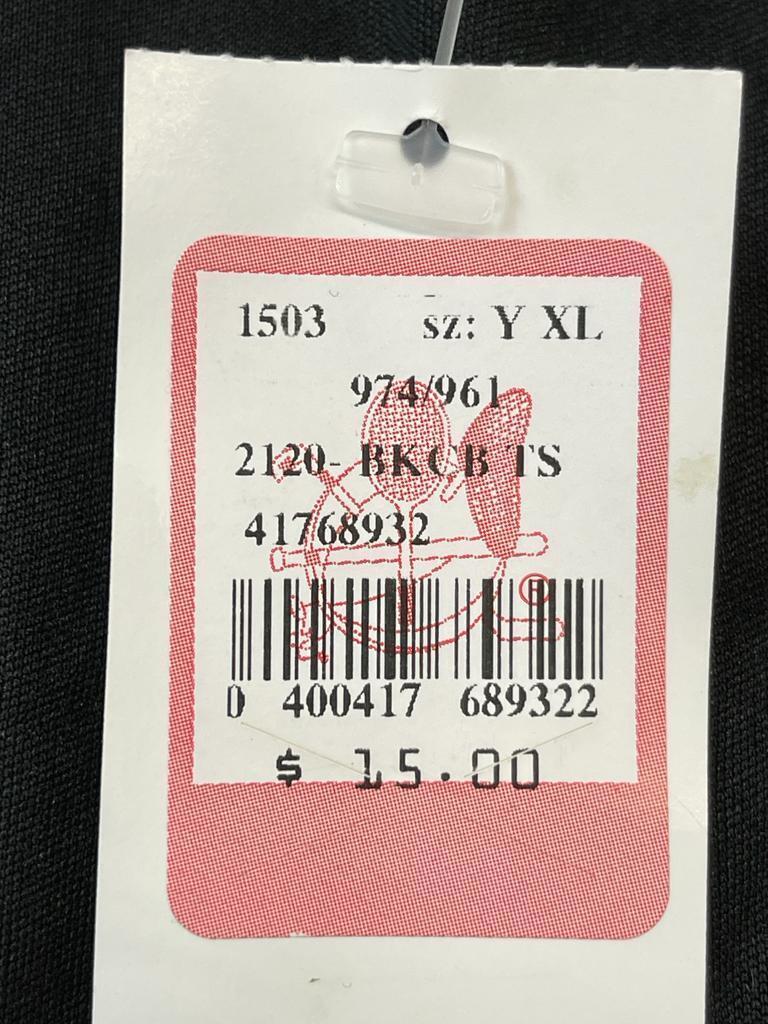 1503 sz: Y XL
974/961
2120- BKCB TS
41768932
®
0 400417 689322
$ 15.00